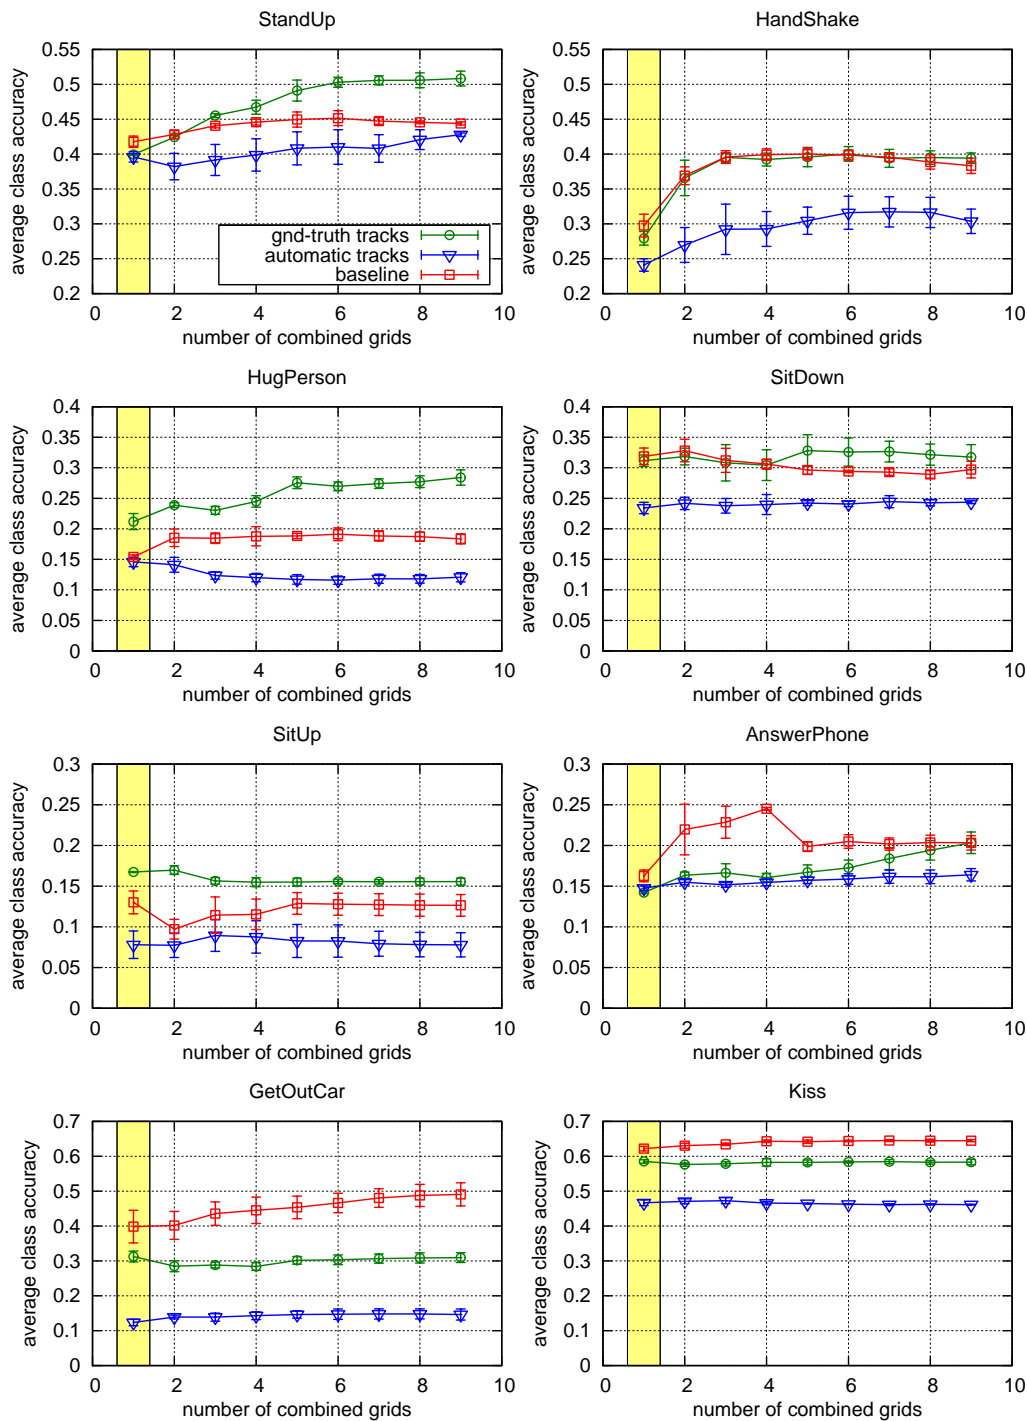 StandUp
average class accuracy
0.55
0.5
0.45
0.4
0.35
0.3
0.25
0.2
gnd-truth tracks
automatic tracks
baseline
0 2 4 6 8 10
number of combined grids
HandShake
average class accuracy
0.5
0.45
0.4
0.35
0.3
0.25
0.2
0 2 4 6 8 10
number of combined grids
HugPerson
average class accuracy
0.4
0.35
0.3
0.25
0.2
0.15
0.1
0.05
0
0 2 4 6 8 10
number of combined grids
SitDown
average class accuracy
0.4
0.35
0.3
0.25
0.2
0.15
0.1
0.05
0
0 2 4 6 8 10
number of combined grids
SitUp
average class accuracy
0.3
0.25
0.2
0.15
0.1
0.05
0
0 2 4 6 8 10
number of combined grids
AnswerPhone
average class accuracy
0.3
0.25
0.2
0.15
0.1
0.05
0
0 2 4 6 8 10
number of combined grids
GetOutCar
average class accuracy
0.7
0.6
0.5
0.4
0.3
0.2
0.1
0
0 2 4 6 8 10
number of combined grids
Kiss
average class accuracy
0.7
0.6
0.5
0.4
0.3
0.2
0.1
0
0 2 4 6 8 10
number of combined grids